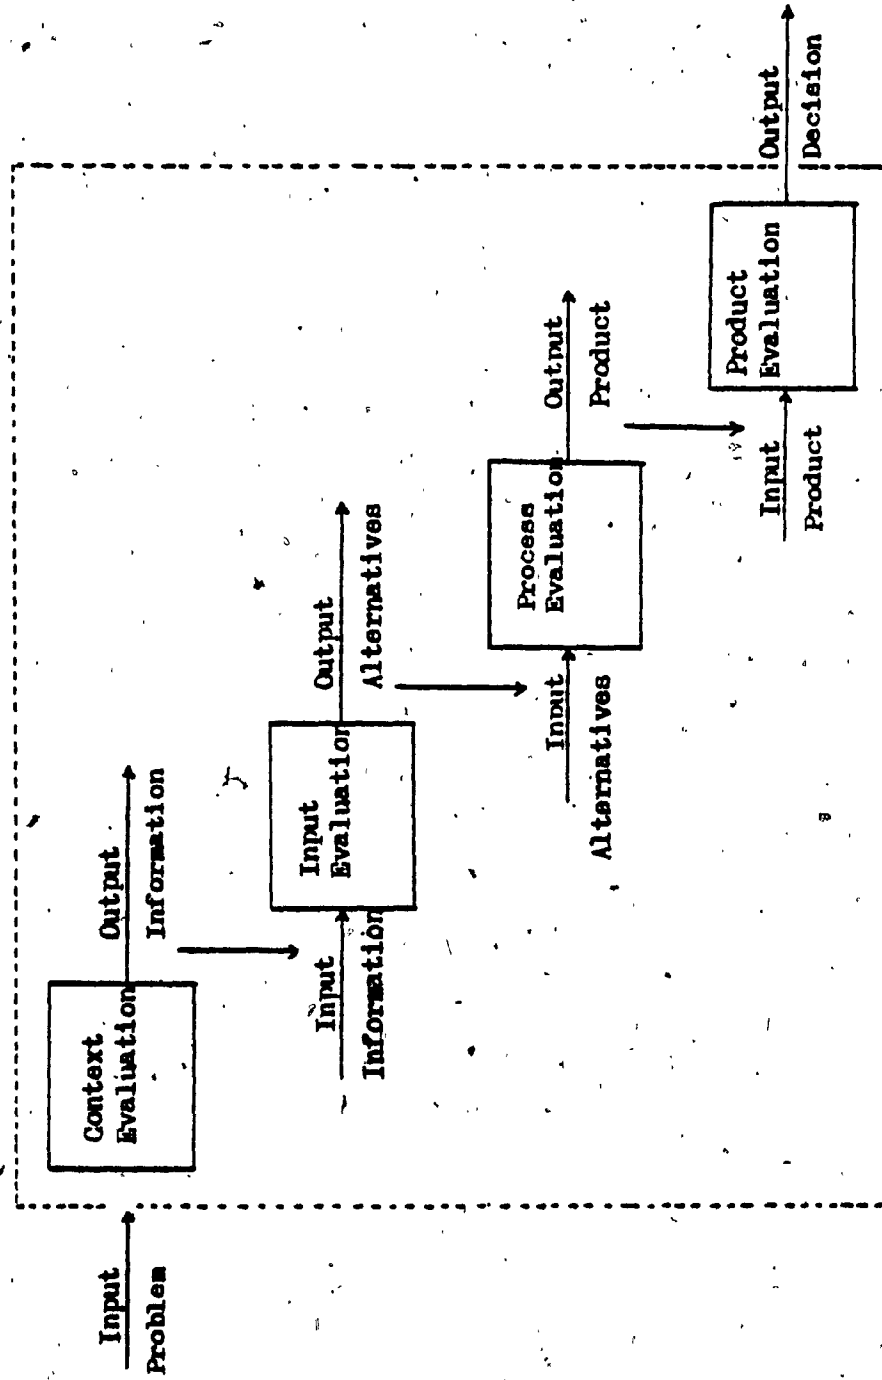 Input
Problem
Context
Evaluation
Output
Information
Input
Information
Input
Evaluation
Output
Alternatives
Input
Alternatives
Process
Evaluation
Output
Product
Input
Product
Product
Evaluation
Output
Decision